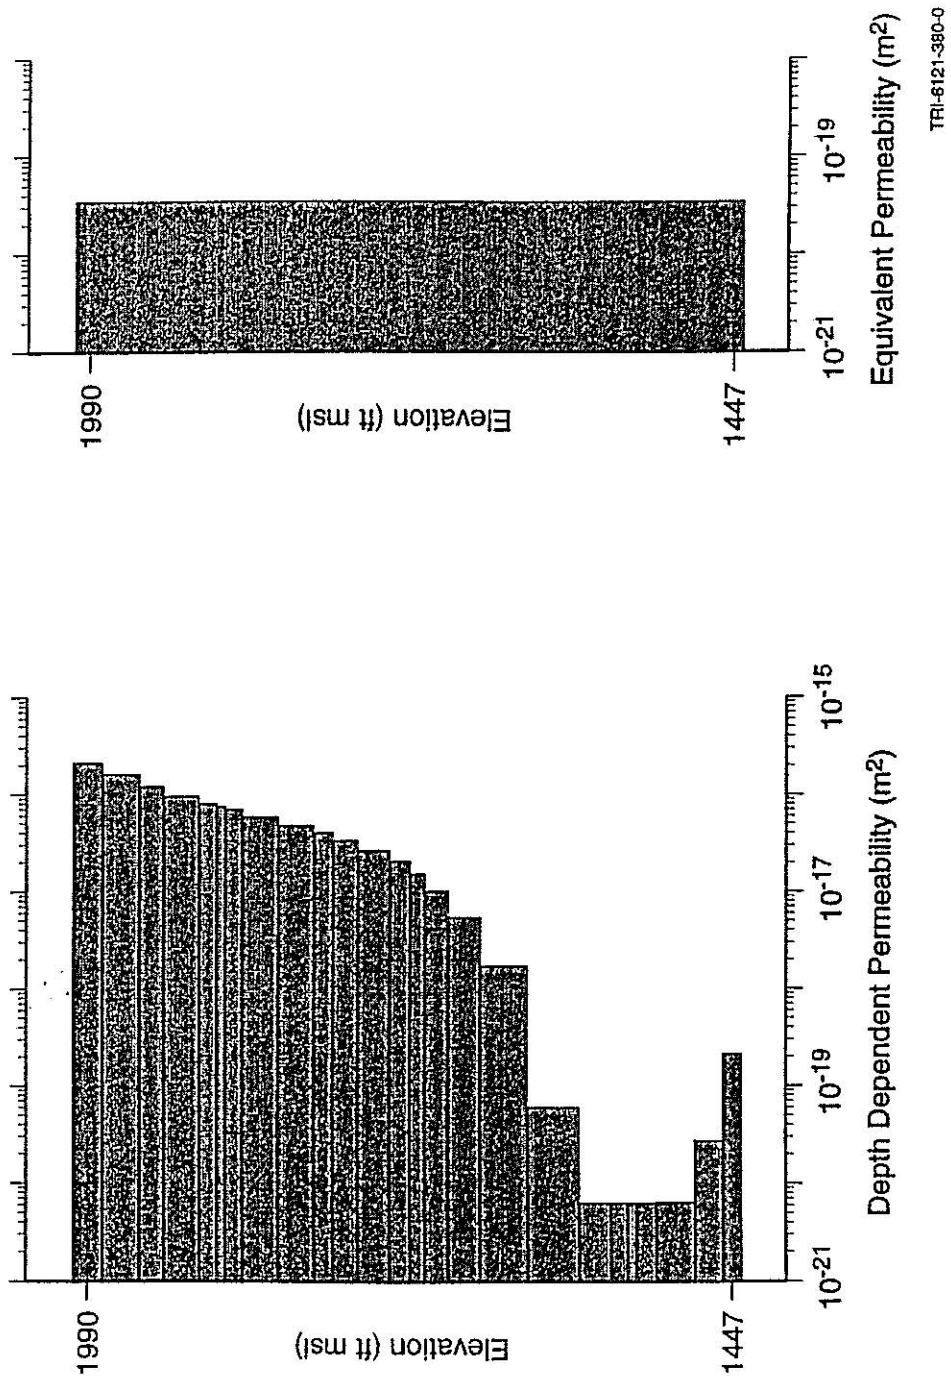 1990
Elevation (ft msl)
1447
10-21
10-19
10-17
10-15
Depth Dependent Permeability (m²)
1990
Elevation (ft msl)
1447
10-21
10-19
Equivalent Permeability (m²)
TRI-6121-380-0